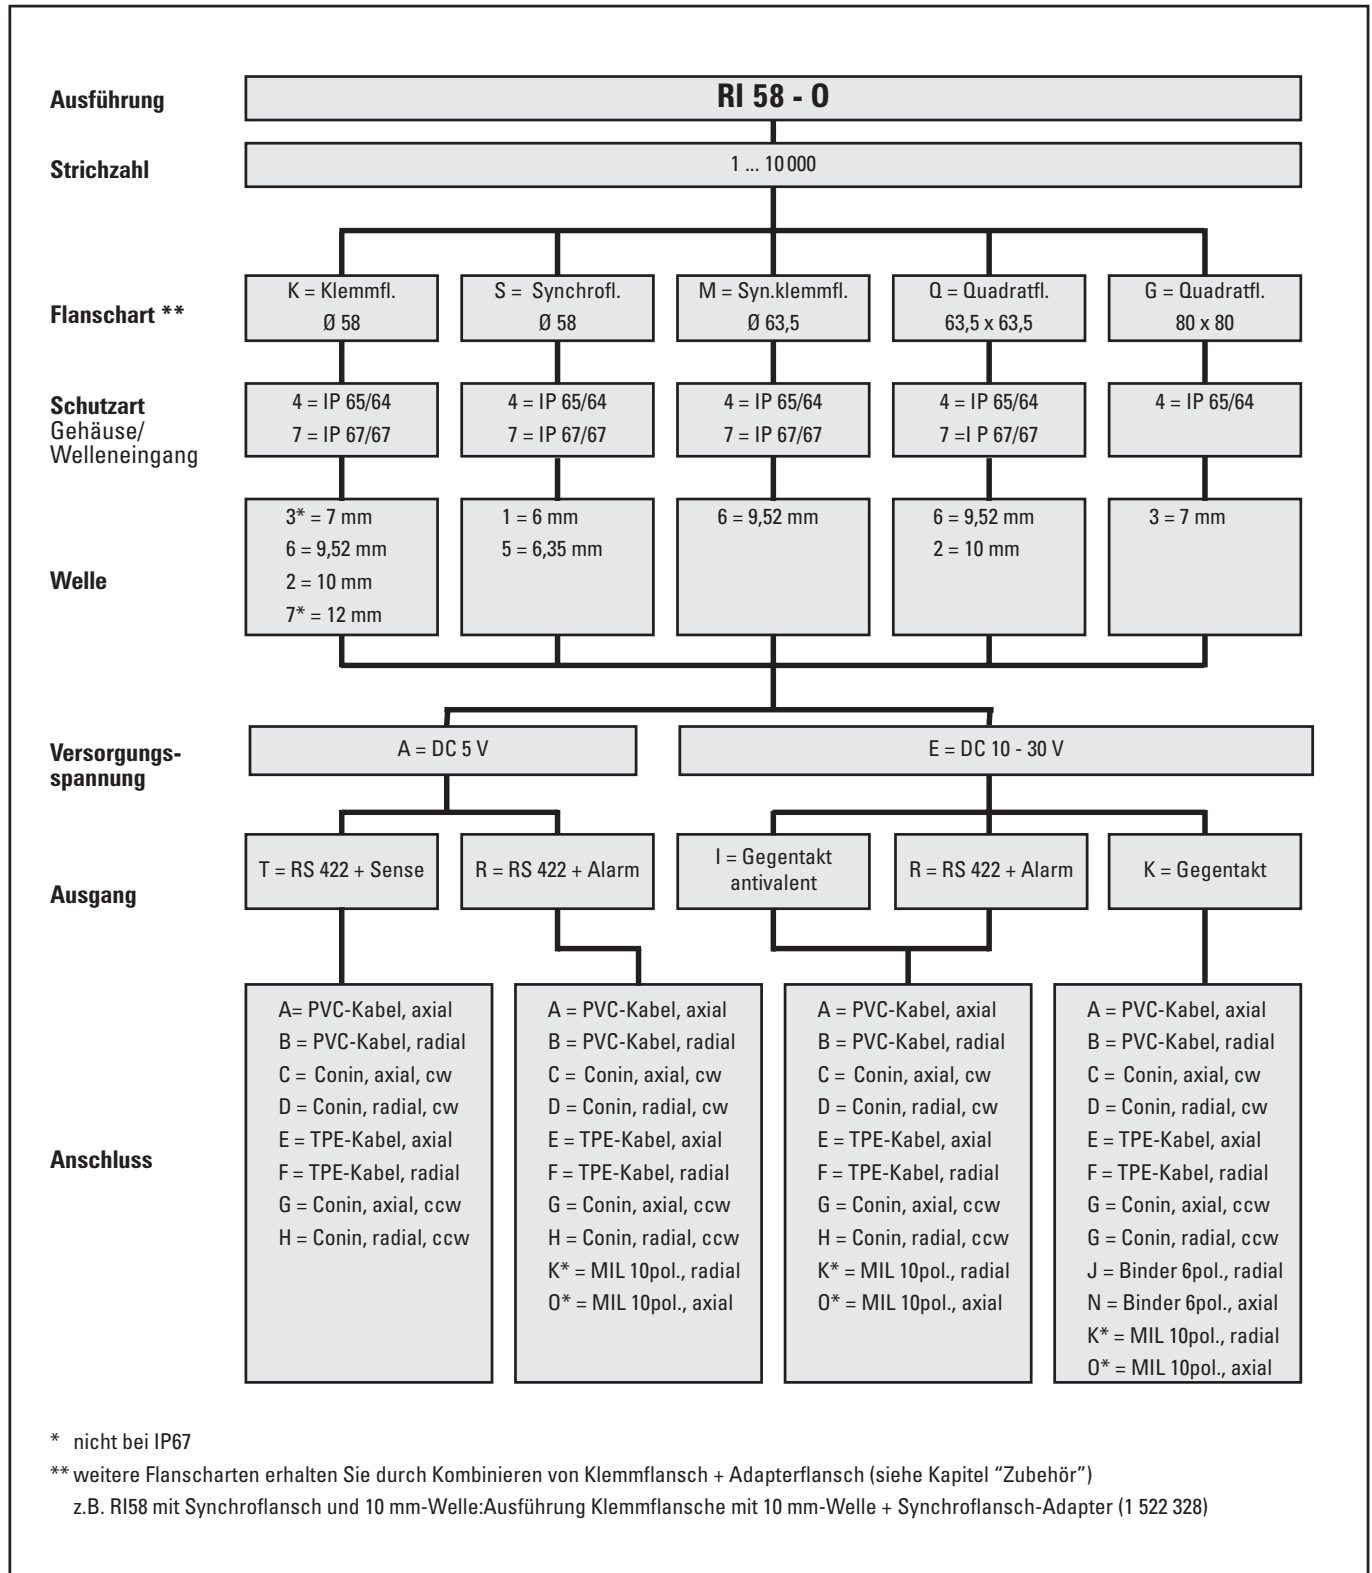 Ausführung
RI 58 - O
Strichzahl
1 ... 10 000
Flanschart **
K = Klemmfl.
Ø 58
S = Synchrofl.
Ø 58
M = Syn.klemmfl.
Ø 63,5
Q = Quadratfl.
63,5 x 63,5
G = Quadratfl.
80 x 80
Schutzart
Gehäuse/
Welleneingang
4 = IP 65/64
7 = IP 67/67
4 = IP 65/64
7 = IP 67/67
4 = IP 65/64
7 = IP 67/67
4 = IP 65/64
7 =I P 67/67
4 = IP 65/64
Welle
3* = 7 mm
6 = 9,52 mm
2 = 10 mm
7* = 12 mm
1 = 6 mm
5 = 6,35 mm
6 = 9,52 mm
6 = 9,52 mm
2 = 10 mm
3 = 7 mm
Versorgungs-
spannung
A = DC 5 V
E = DC 10 - 30 V
Ausgang
T = RS 422 + Sense
R = RS 422 + Alarm
I = Gegentakt
antivalent
R = RS 422 + Alarm
K = Gegentakt
Anschluss
A= PVC-Kabel, axial
B = PVC-Kabel, radial
C = Conin, axial, cw
D = Conin, radial, cw
E = TPE-Kabel, axial
F = TPE-Kabel, radial
G = Conin, axial, ccw
H = Conin, radial, ccw
A = PVC-Kabel, axial
B = PVC-Kabel, radial
C = Conin, axial, cw
D = Conin, radial, cw
E = TPE-Kabel, axial
F = TPE-Kabel, radial
G = Conin, axial, ccw
H = Conin, radial, ccw
K* = MIL 10pol., radial
O* = MIL 10pol., axial
A = PVC-Kabel, axial
B = PVC-Kabel, radial
C = Conin, axial, cw
D = Conin, radial, cw
E = TPE-Kabel, axial
F = TPE-Kabel, radial
G = Conin, axial, ccw
H = Conin, radial, ccw
K* = MIL 10pol., radial
O* = MIL 10pol., axial
A = PVC-Kabel, axial
B = PVC-Kabel, radial
C = Conin, axial, cw
D = Conin, radial, cw
E = TPE-Kabel, axial
F = TPE-Kabel, radial
G = Conin, axial, ccw
G = Conin, radial, ccw
J = Binder 6pol., radial
N = Binder 6pol., axial
K* = MIL 10pol., radial
O* = MIL 10pol., axial
* nicht bei IP67
** weitere Flanscharten erhalten Sie durch Kombinieren von Klemmflansch + Adapterflansch (siehe Kapitel “Zubehör”)
z.B. RI58 mit Synchroflansch und 10 mm-Welle:Ausführung Klemmflansche mit 10 mm-Welle + Synchroflansch-Adapter (1 522 328)